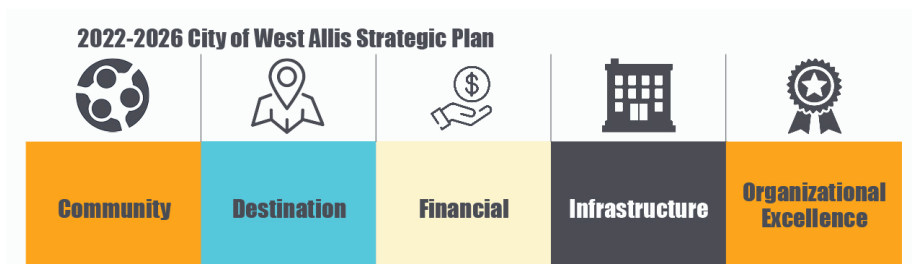 2022-2026 City of West Allis Strategic Plan
$
Community
Destination
Financial
Infrastructure
Organizational
Excellence